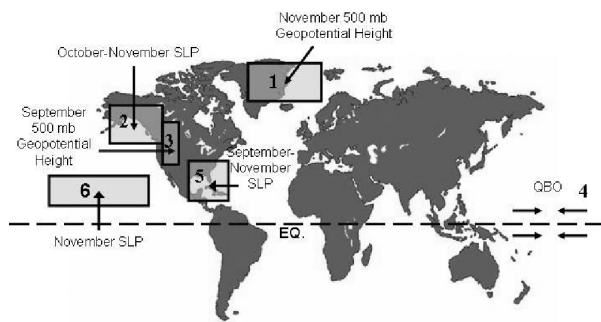 November 500 mb
Geopotential Height
October-November SLP
1
2
September
500 mb
Geopotential
Height
3
September-
November
SLP
5
6
QBO
4
November SLP
EQ.